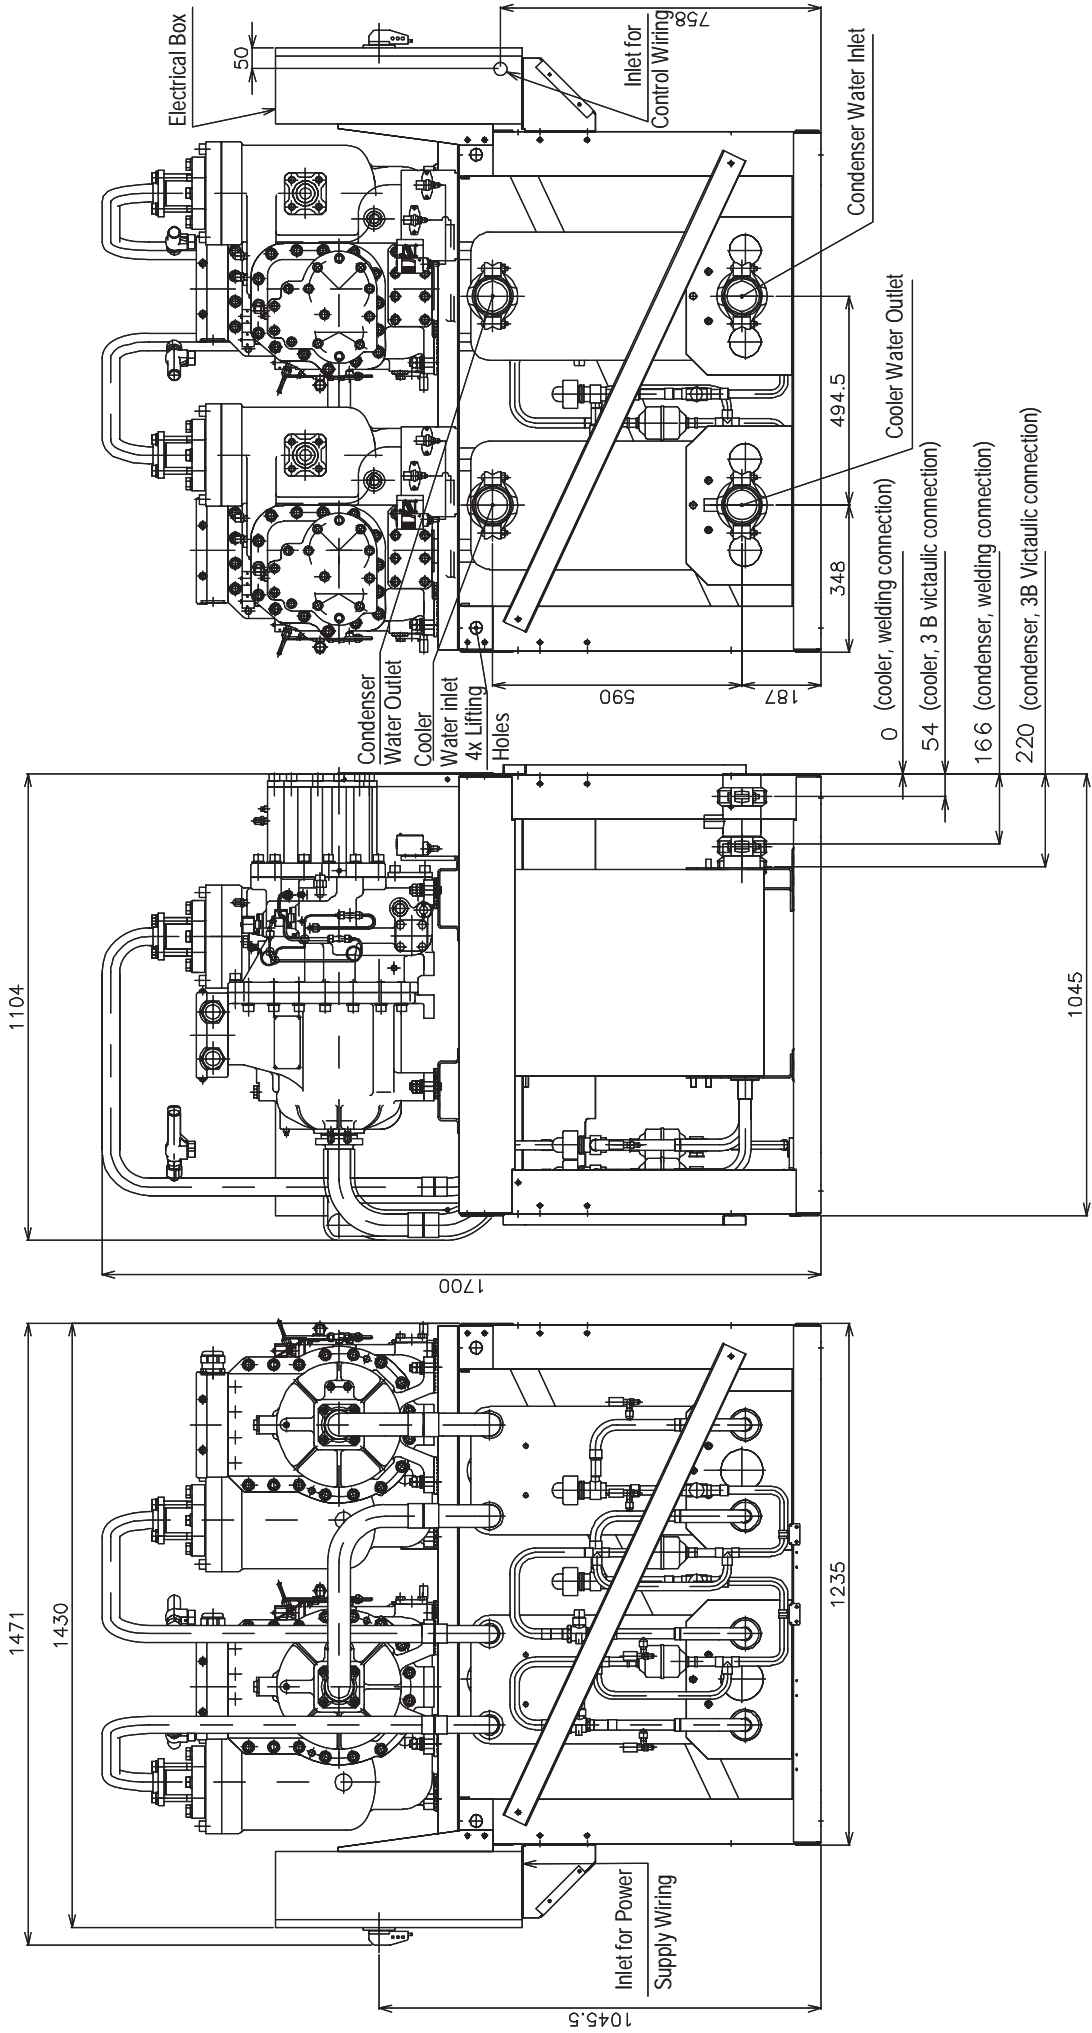 Electrical Box
50
Inlet for
Control Wiring
758
Condenser Water Inlet
Cooler Water Outlet
494.5
348
590
187
Condenser
Water Outlet
Cooler
Water inlet
4x Lifting
Holes
0 (cooler, welding connection)
54 (cooler, 3 B victaulic connection)
166 (condenser, welding connection)
220 (condenser, 3B Victaulic connection)
1104
1045
1700
1471
1430
1235
Inlet for Power
Supply Wiring
1045.5